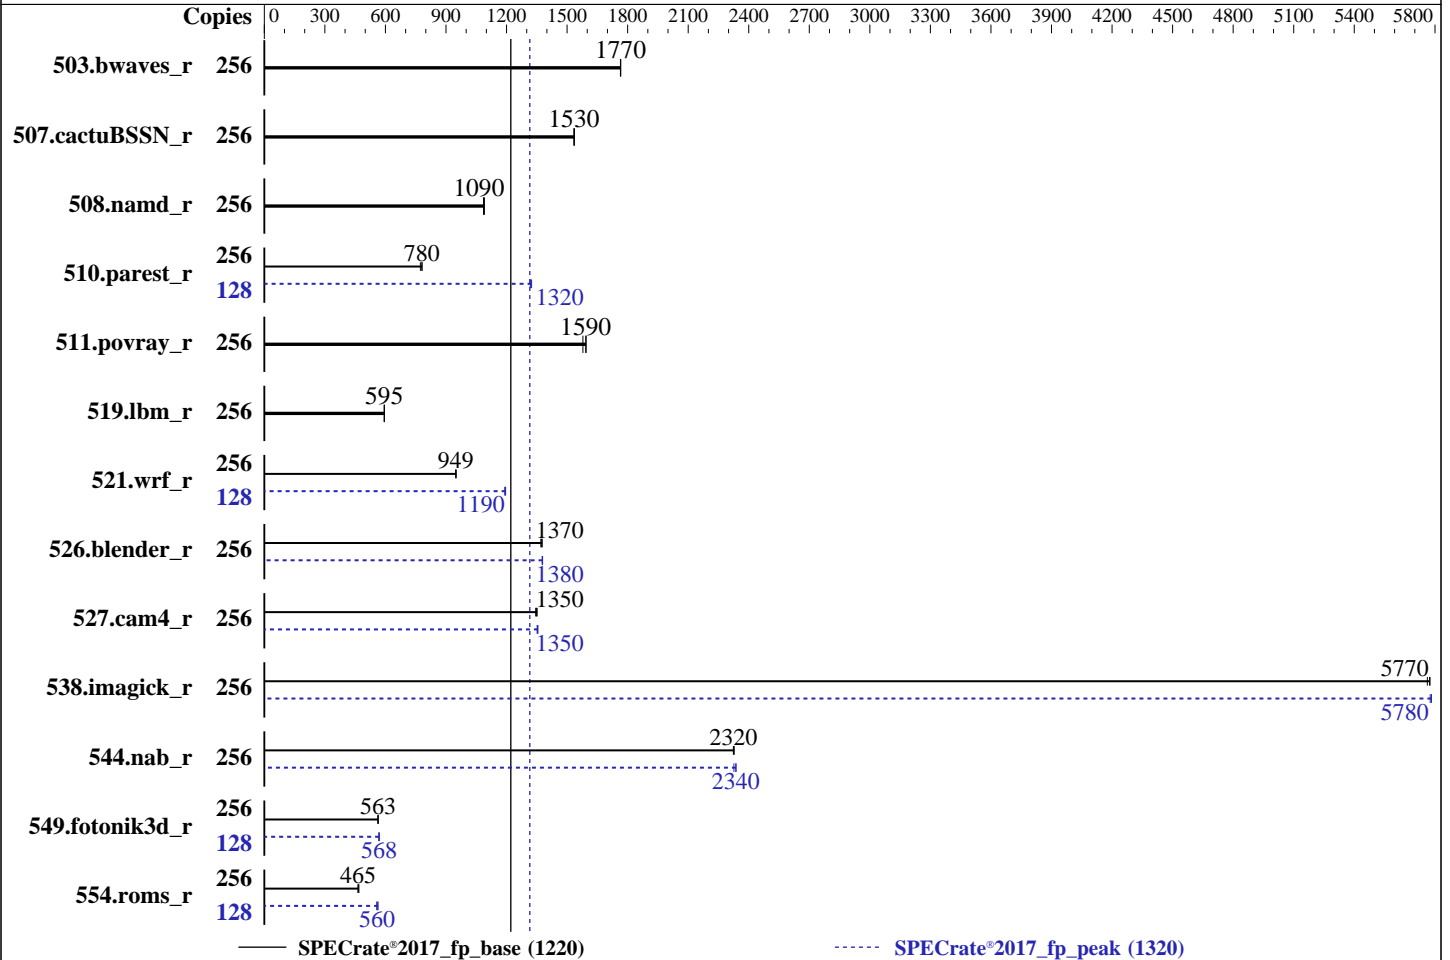 Copies 0 300 600 900 1200 1500 1800 2100 2400 2700 3000 3300 3600 3900 4200 4500 4800 5100 5400 5800
503.bwaves_r 256 1770
507.cactuBSSN_r 256 1530
508.namd_r 256 1090
510.parest_r 256 780
128 1320
511.povray_r 256 1590
519.lbm_r 256 595
521.wrf_r 256 949
128 1190
526.blender_r 256 1370
1380
527.cam4_r 256 1350
1350
538.imagick_r 256 5770
5780
544.nab_r 256 2320
2340
549.fotonik3d_r 256 563
128 568
554.roms_r 256 465
128 560
SPECrate®2017_fp_base (1220) SPECrate®2017_fp_peak (1320)